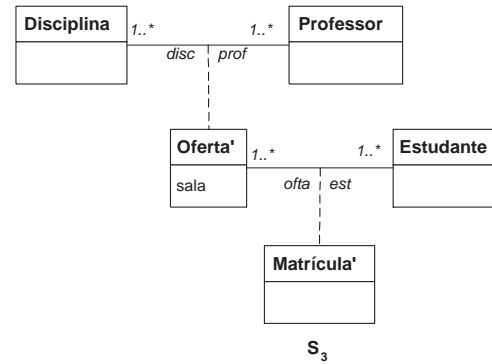 Disciplina
Professor
1..*
1..*
disc
prof
Oferta'
sala
1..*
1..*
Estudante
ofta
est
Matrícula'
S3